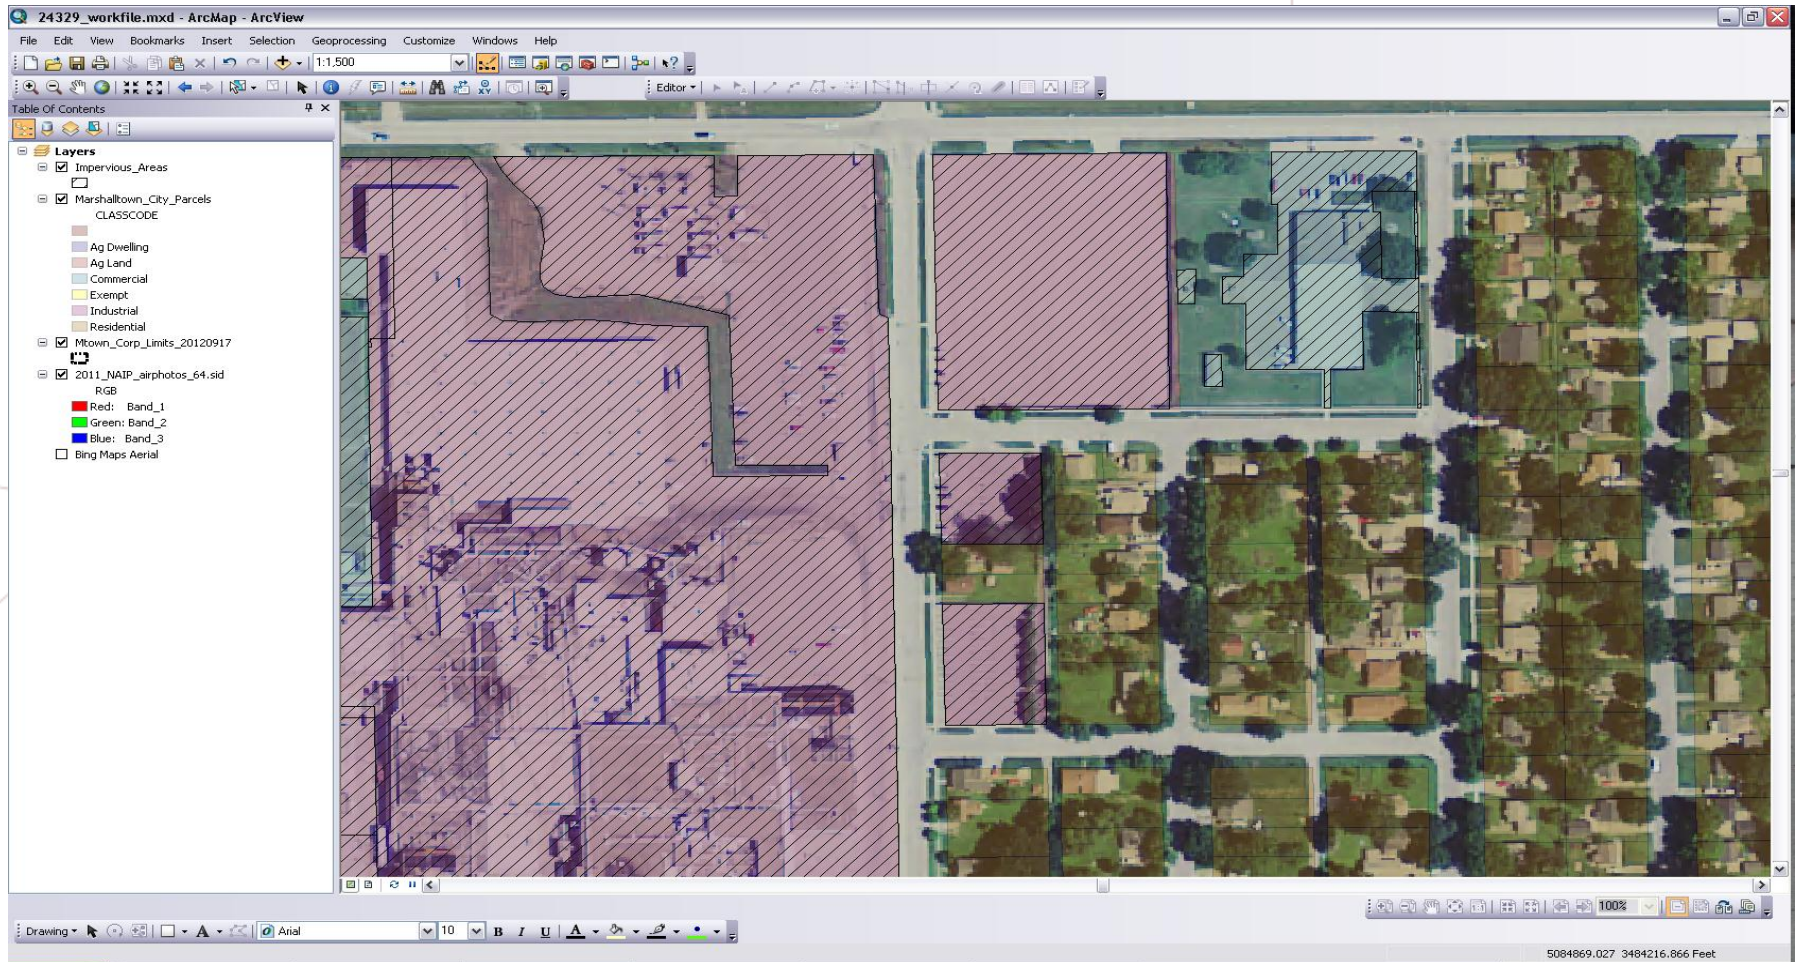 24329_workfile.mxd - ArcMap - ArcView
File Edit View Bookmarks Insert Selection Geoprocessing Customize Windows Help
1:1,500
Editor
Table Of Contents
Layers
Impervious_Areas
Marshalltown_City_Parcels
CLASSCODE
Ag Dwelling
Ag Land
Commercial
Exempt
Industrial
Residential
Mtown_Corp_Limits_20120917
2011_NAIP_airphotos_64.sid
RGB
Red: Band_1
Green: Band_2
Blue: Band_3
Bing Maps Aerial
100%
Drawing A Arial 10 B I U A
5084869.027 3484216.866 Feet